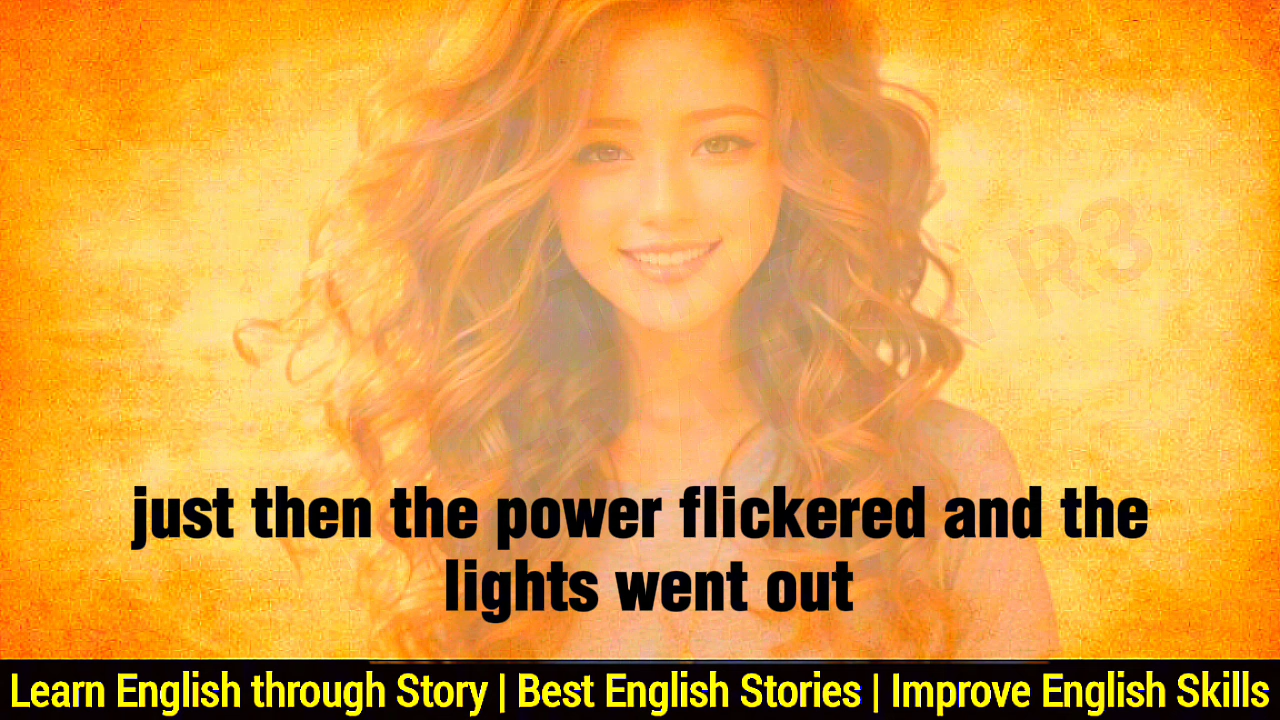 just then the power flickered and the
lights went out
Learn English through Story | Best English Stories | Improve English Skills